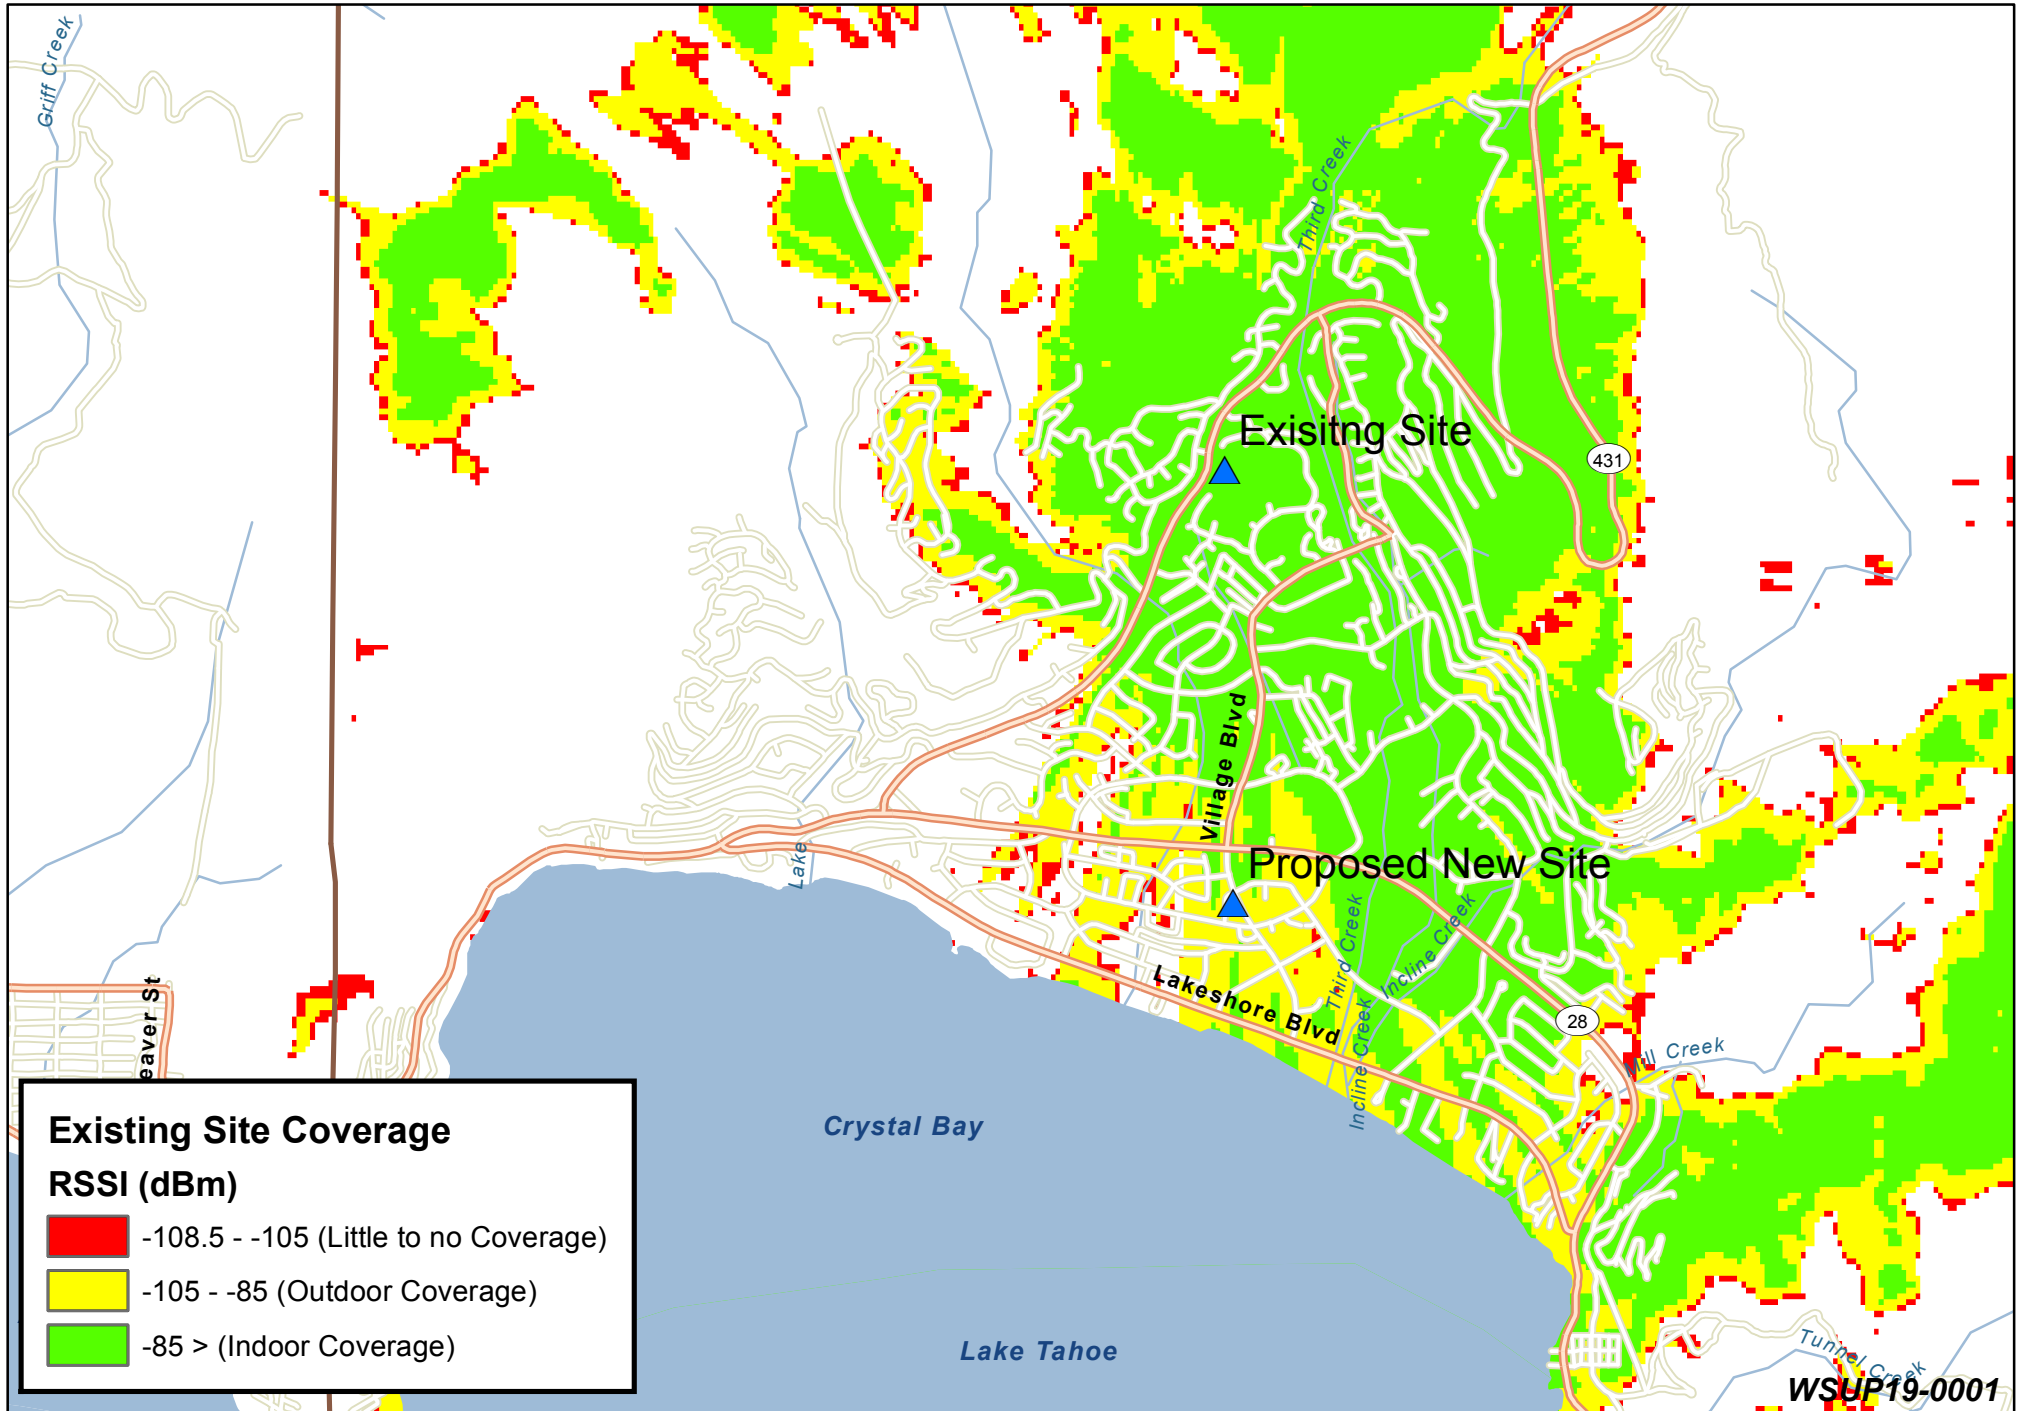 Griff Creek
Third Creek
Exisitng Site
431
Village Blvd
Proposed New Site
Lake
Third Creek
Incline Creek
Lakeshore Blvd
Incline Creek
28
Mill Creek
eaver St
Crystal Bay
Lake Tahoe
Tunnel Creek
Existing Site Coverage
RSSI (dBm)
-108.5 - -105 (Little to no Coverage)
-105 - -85 (Outdoor Coverage)
-85 > (Indoor Coverage)
WSUP19-0001